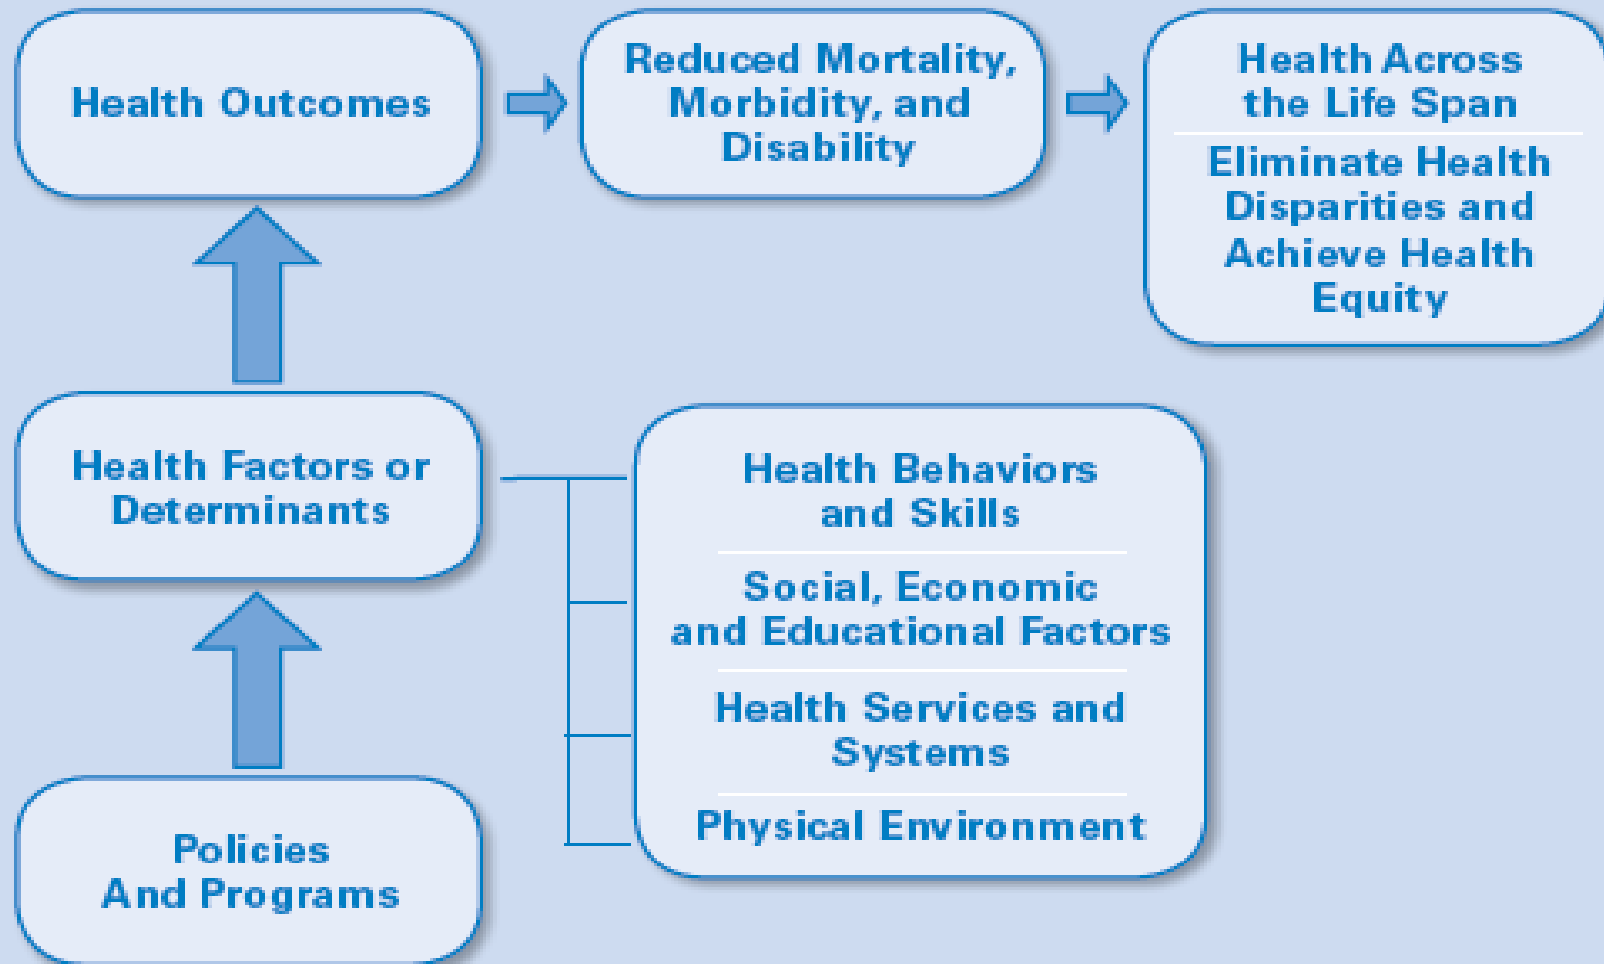 Health Outcomes
Reduced Mortality,
Morbidity, and
Disability
Health Across
the Life Span
Eliminate Health
Disparities and
Achieve Health
Equity
Health Factors or
Determinants
Health Behaviors
and Skills
Social, Economic
and Educational Factors
Health Services and
Systems
Physical Environment
Policies
And Programs